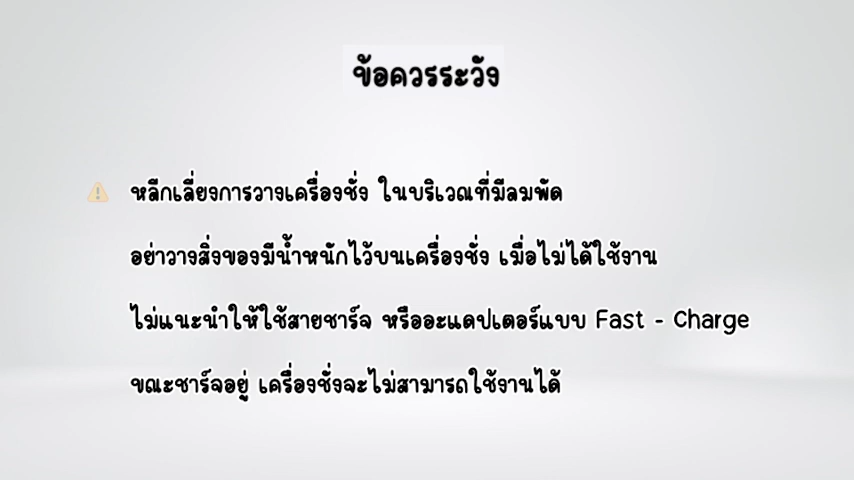 ข้อควรระวัง
หลีกเลี่ยงการวางเครื่องชั่ง ในบริเวณที่มีลมพัด
อย่าวางสิ่งของมีน้ำหนักไว้บนเครื่องชั่ง เมื่อไม่ได้ใช้งาน
ไม่แนะนำให้ใช้สายชาร์จ หรืออะแดปเตอร์แบบ Fast - Charge
ขณะชาร์จอยู่ เครื่องชั่งจะไม่สามารถใช้งานได้